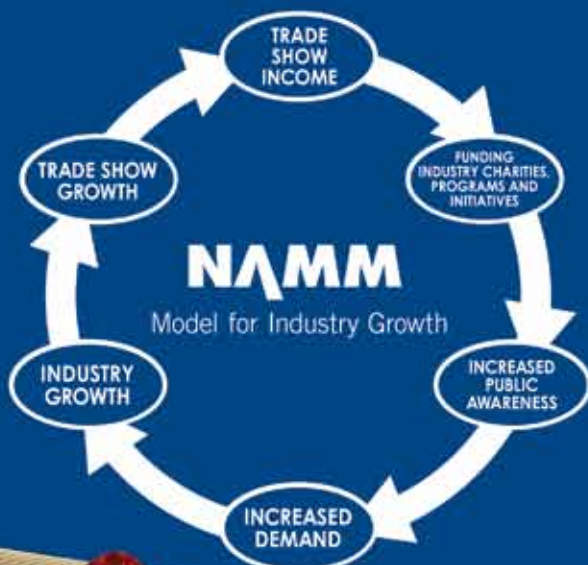 TRADE
SHOW
INCOME
FUNDING
INDUSTRY CHARITIES,
PROGRAMS AND
INITIATIVES
INCREASED
PUBLIC
AWARENESS
INCREASED
DEMAND
INDUSTRY
GROWTH
TRADE SHOW
GROWTH
NAMM
Model for Industry Growth